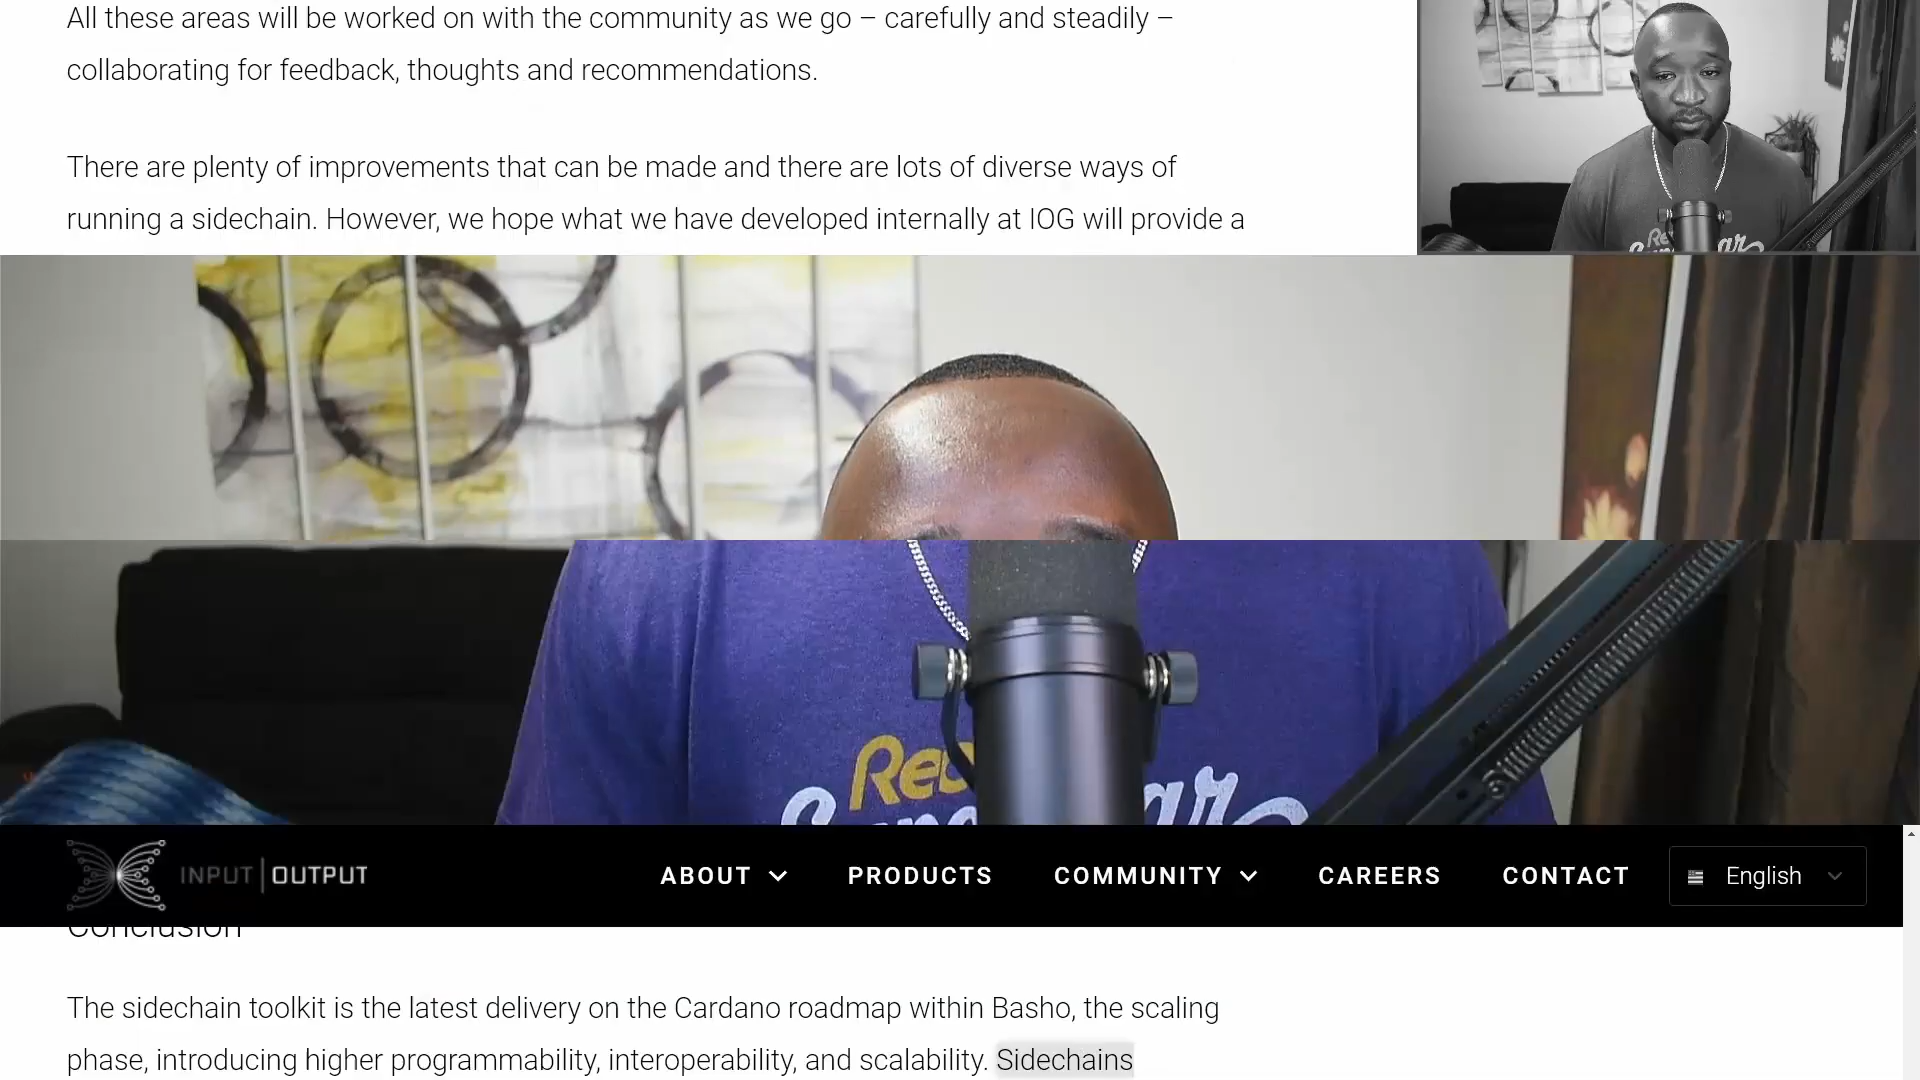 All these areas will be worked on with the community as we go – carefully and steadily –
collaborating for feedback, thoughts and recommendations.
There are plenty of improvements that can be made and there are lots of diverse ways of
running a sidechain. However, we hope what we have developed internally at IOG will provide a
INPUT | OUTPUT
ABOUT PRODUCTS COMMUNITY CAREERS CONTACT English
Conclusion
The sidechain toolkit is the latest delivery on the Cardano roadmap within Basho, the scaling
phase, introducing higher programmability, interoperability, and scalability. Sidechains